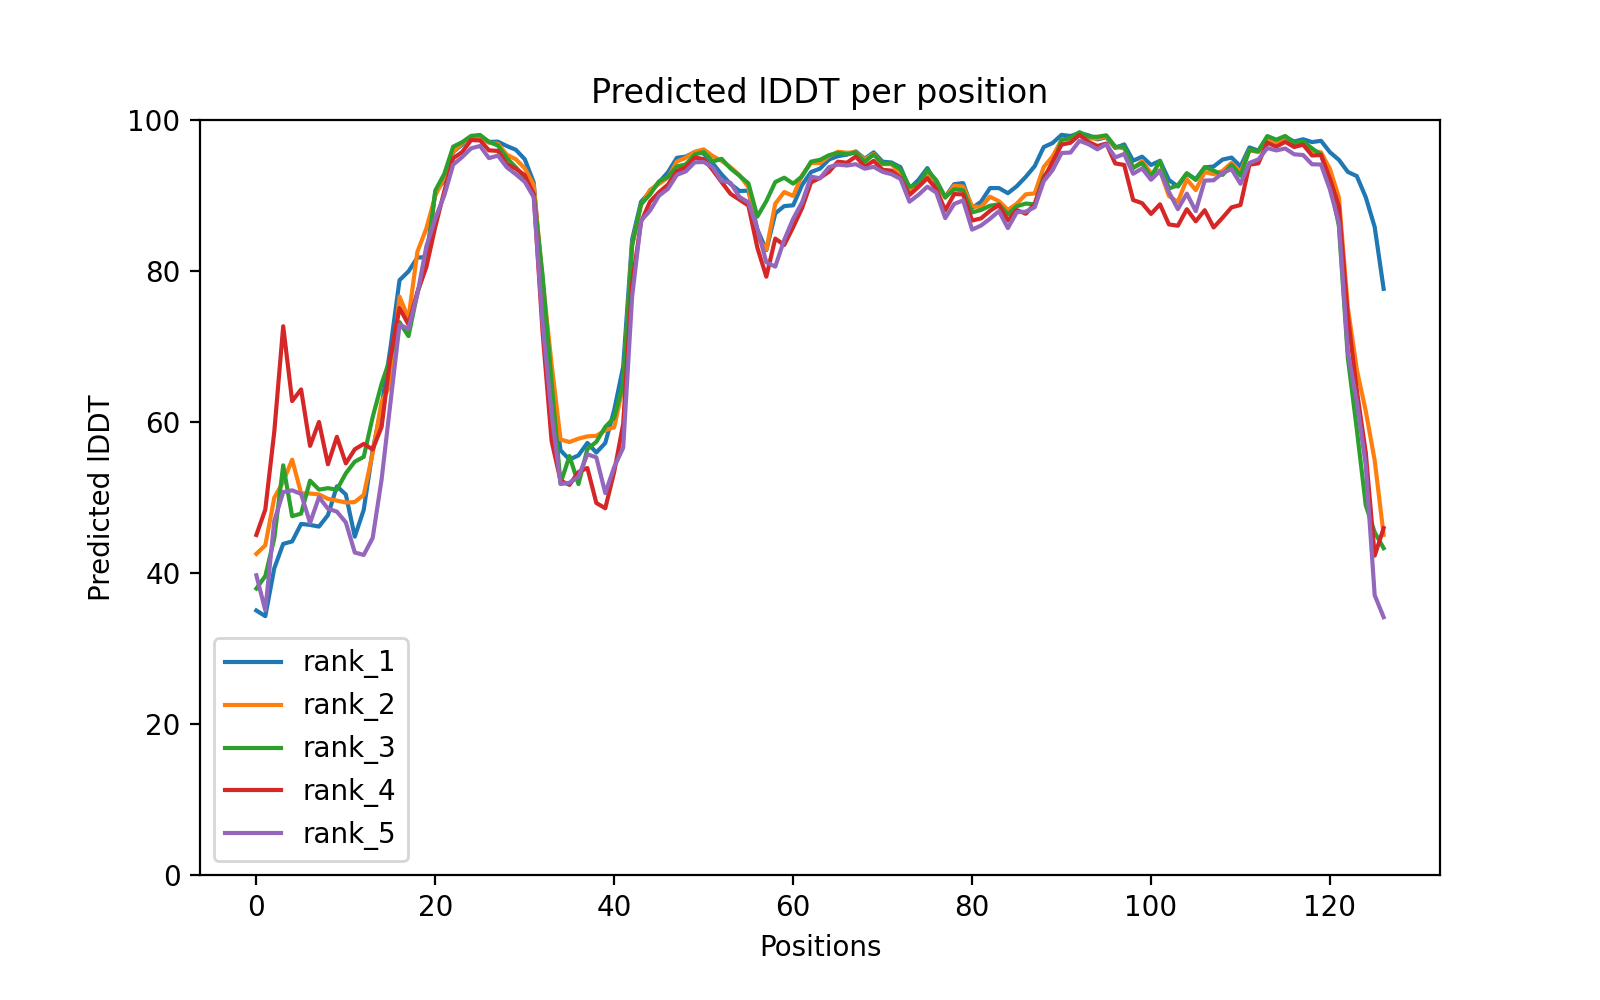 Predicted lDDT per position
100
80
60
40
20
0
Predicted lDDT
rank_1
rank_2
rank_3
rank_4
rank_5
0 20 40 60 80 100 120
Positions